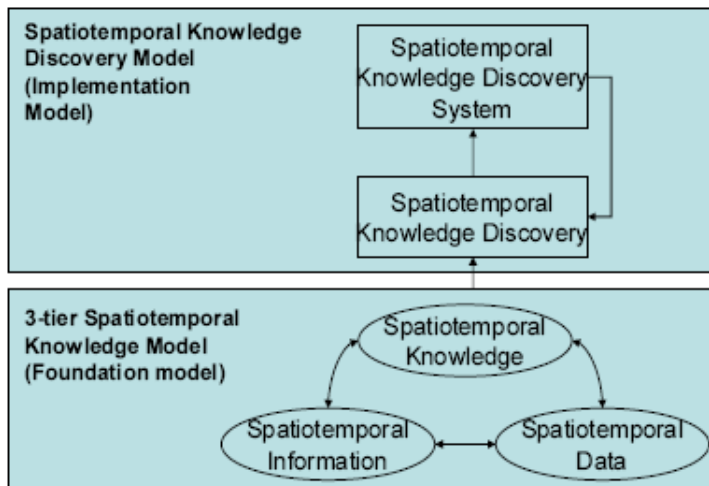 Spatiotemporal Knowledge
Discovery Model
(Implementation
Model)
Spatiotemporal
Knowledge Discovery
System
Spatiotemporal
Knowledge Discovery
3-tier Spatiotemporal
Knowledge Model
(Foundation model)
Spatiotemporal
Knowledge
Spatiotemporal
Information
Spatiotemporal
Data